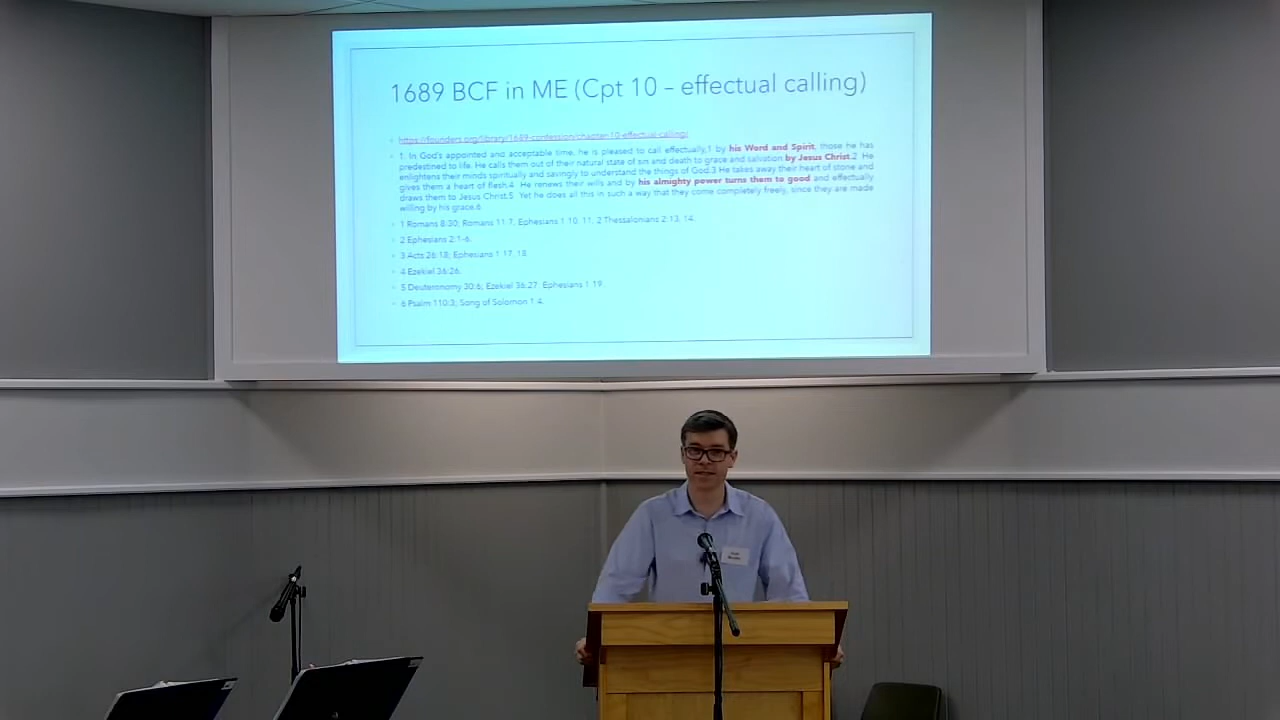 1689 BCF in ME (Cpt 10 – effectual calling)
https://founders.org/library/1689-confession/chapter-10-effectual-calling/
1. In God's appointed and acceptable time, he is pleased to call effectually,1 by his Word and Spirit, those he has
predestined to life. He calls them out of their natural state of sin and death to grace and salvation by Jesus Christ.2 He
enlightens their minds spiritually and savingly to understand the things of God.3 He takes away their heart of stone and
gives them a heart of flesh.4 He renews their wills and by his almighty power turns them to good and effectually
draws them to Jesus Christ.5 Yet he does all this in such a way that they come completely freely, since they are made
willing by his grace.6
1 Romans 8:30; Romans 11:7; Ephesians 1:10, 11; 2 Thessalonians 2:13, 14.
2 Ephesians 2:1-6.
3 Acts 26:18; Ephesians 1:17, 18.
4 Ezekiel 36:26.
5 Deuteronomy 30:6; Ezekiel 36:27; Ephesians 1:19.
6 Psalm 110:3; Song of Solomon 1:4.